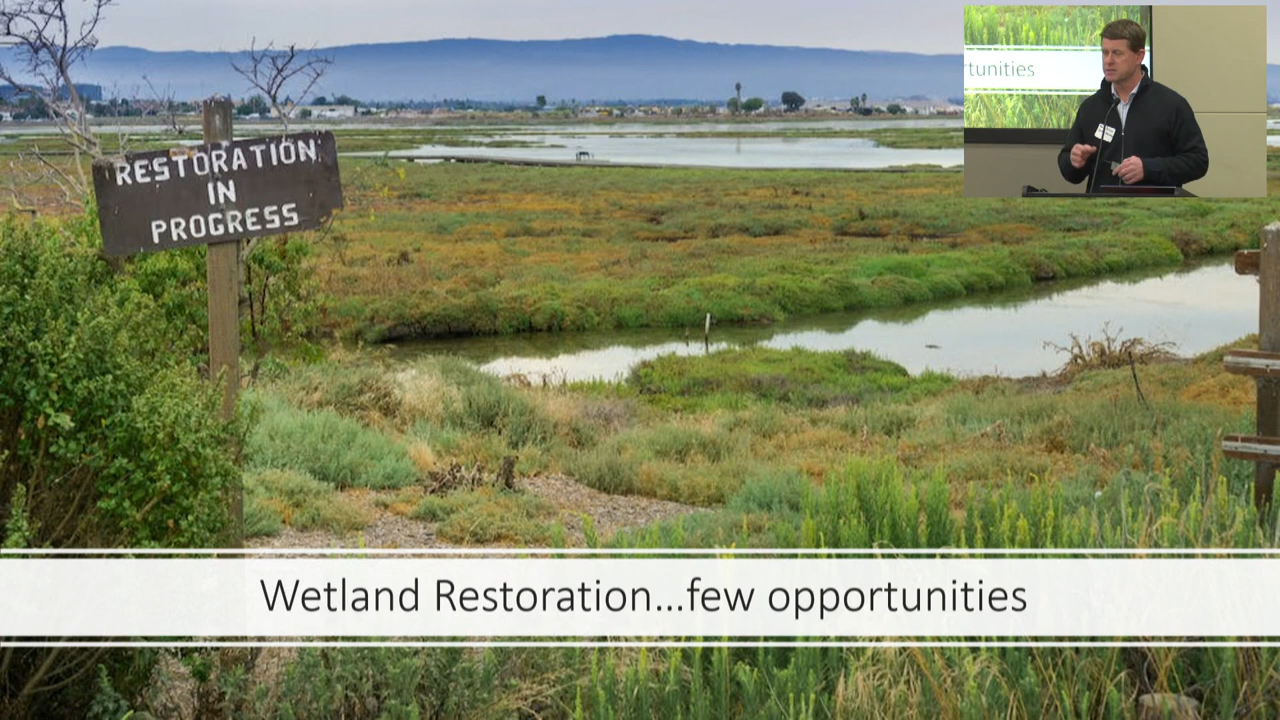 RESTORATION
IN
PROGRESS
rtunities
Wetland Restoration...few opportunities